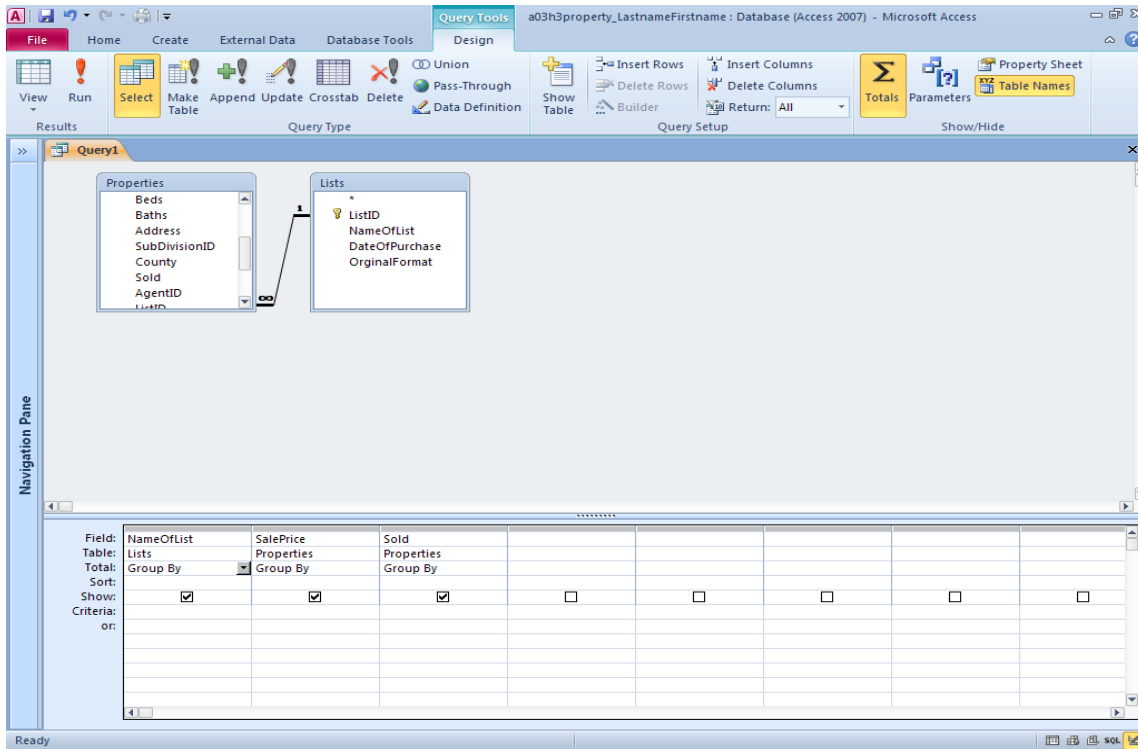 A Query Tools a03h3property_LastnameFirstname : Database (Access 2007) - Microsoft Access
File Home Create External Data Database Tools Design
View Run Select Make Table Append Update Crosstab Delete Union Pass-Through Data Definition Show Table Insert Rows Delete Rows Builder Insert Columns Delete Columns Return: All Σ Totals [?] Parameters Property Sheet XYZ Table Names
Results Query Type Query Setup Show/Hide
» Query1
Properties
Beds
Baths
Address
SubDivisionID
County
Sold
AgentID
ListID
1
∞
Lists
*
ListID
NameOfList
DateOfPurchase
OrginalFormat
Navigation Pane
Field: NameOfList SalePrice Sold
Table: Lists Properties Properties
Total: Group By Group By Group By
Sort:
Show:
Criteria:
or:
Ready SQL